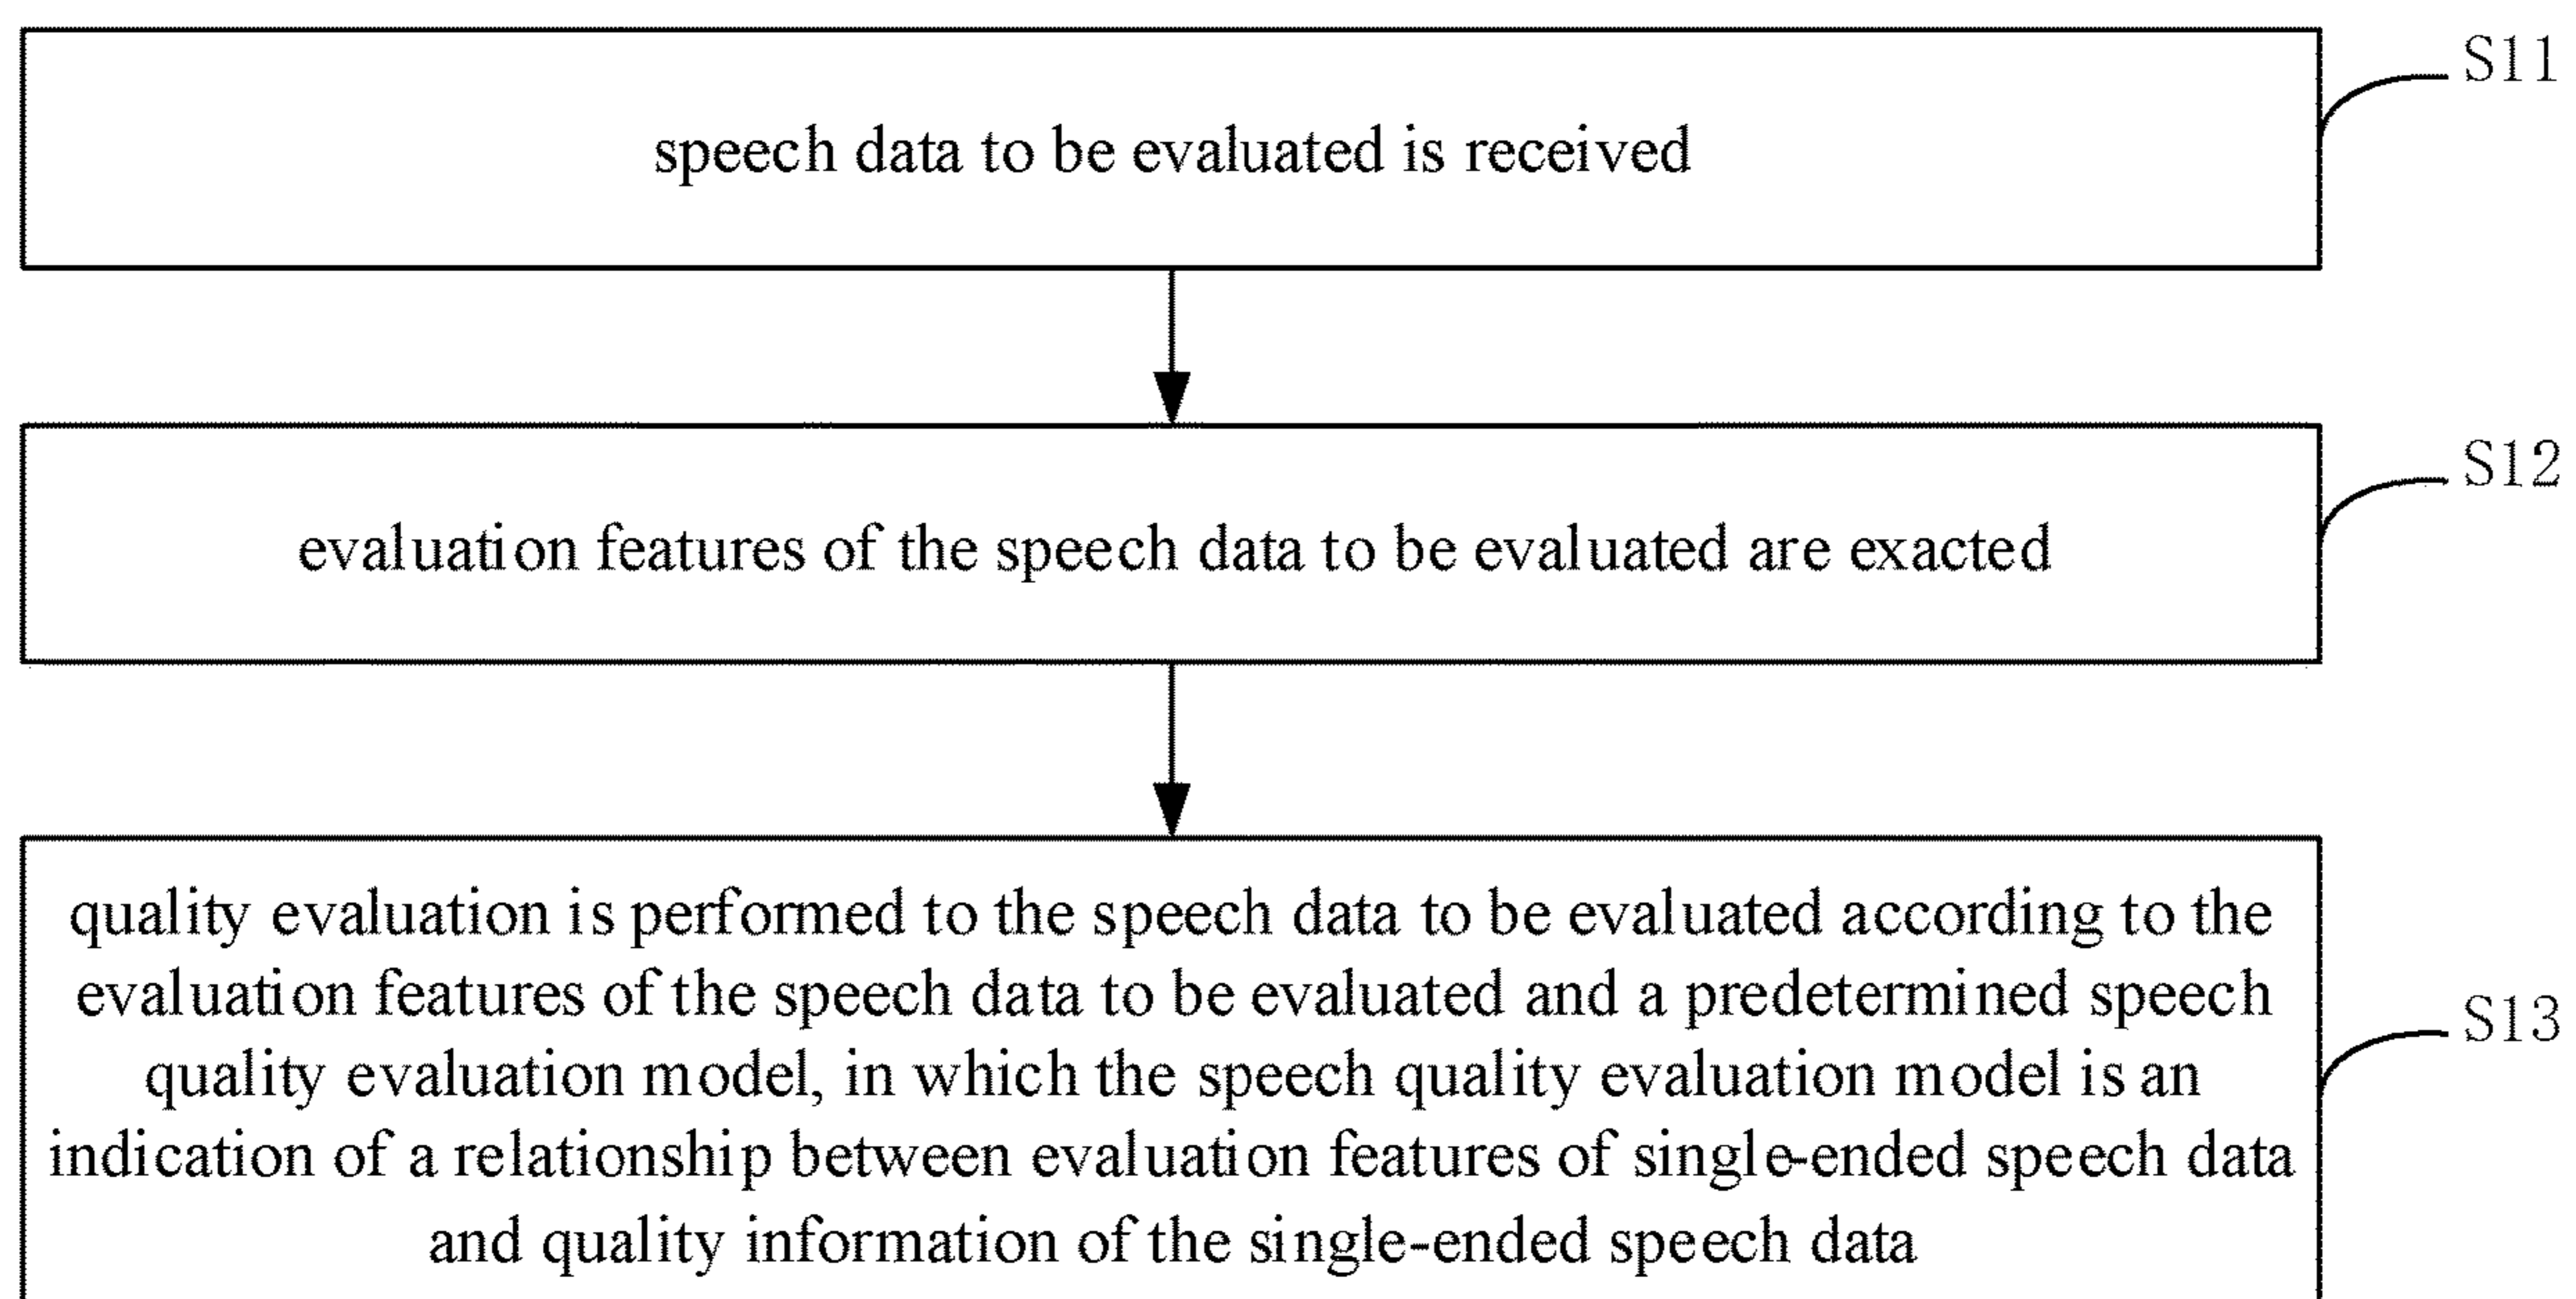 speech data to be evaluated is received
S11
evaluation features of the speech data to be evaluated are exacted
S12
quality evaluation is performed to the speech data to be evaluated according to the
evaluation features of the speech data to be evaluated and a predetermined speech
quality evaluation model, in which the speech quality evaluation model is an
indication of a relationship between evaluation features of single-ended speech data
and quality information of the single-ended speech data
S13